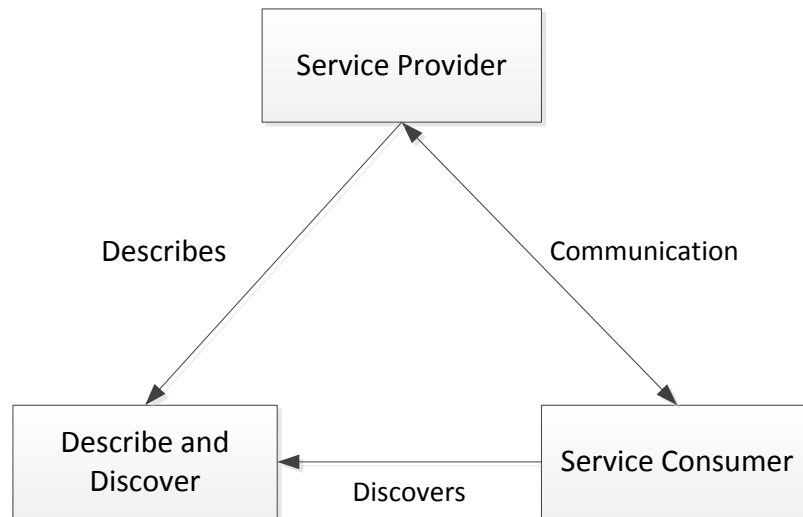 Service Provider
Describes
Communication
Describe and
Discover
Service Consumer
Discovers